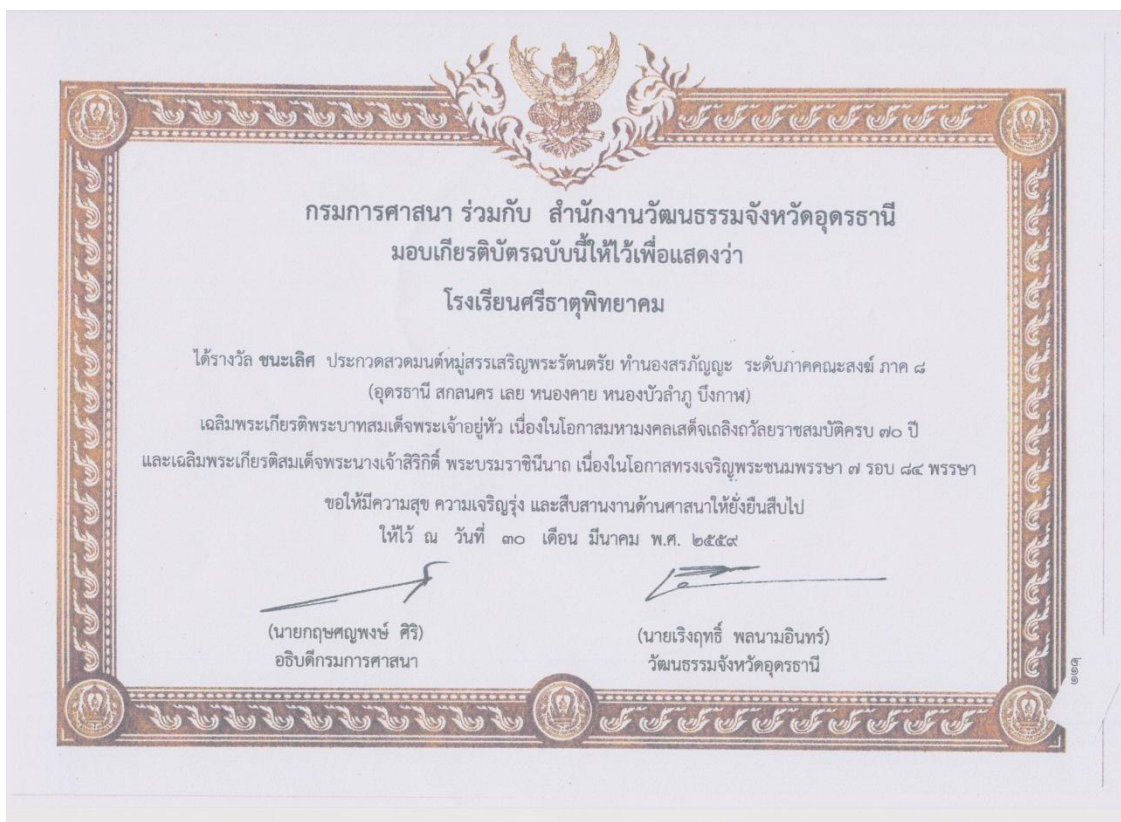 กรมการศาสนา ร่วมกับ สำนักงานวัฒนธรรมจังหวัดอุดรธานี
มอบเกียรติบัตรฉบับนี้ให้ไว้เพื่อแสดงว่า
โรงเรียนศรีธาตุพิทยาคม
ได้รางวัล ชนะเลิศ ประกวดสวดมนต์หมู่สรรเสริญพระรัตนตรัย ทำนองสรภัญญะ ระดับภาคคณะสงฆ์ ภาค ๘
(อุดรธานี สกลนคร เลย หนองคาย หนองบัวลำภู บึงกาฬ)
เฉลิมพระเกียรติพระบาทสมเด็จพระเจ้าอยู่หัว เนื่องในโอกาสมหามงคลเสด็จเถลิงถวัลยราชสมบัติครบ ๗๐ ปี
และเฉลิมพระเกียรติสมเด็จพระนางเจ้าสิริกิติ์ พระบรมราชินีนาถ เนื่องในโอกาสทรงเจริญพระชนมพรรษา ๗ รอบ ๘๔ พรรษา
ขอให้มีความสุข ความเจริญรุ่ง และสืบสานงานด้านศาสนาให้ยั่งยืนสืบไป
ให้ไว้ ณ วันที่ ๓๐ เดือน มีนาคม พ.ศ. ๒๕๕๙
(นายกฤษศญพงษ์ ศิริ)
อธิบดีกรมการศาสนา
(นายเริงฤทธิ์ พลนามอินทร์)
วัฒนธรรมจังหวัดอุดรธานี
๒๑๑